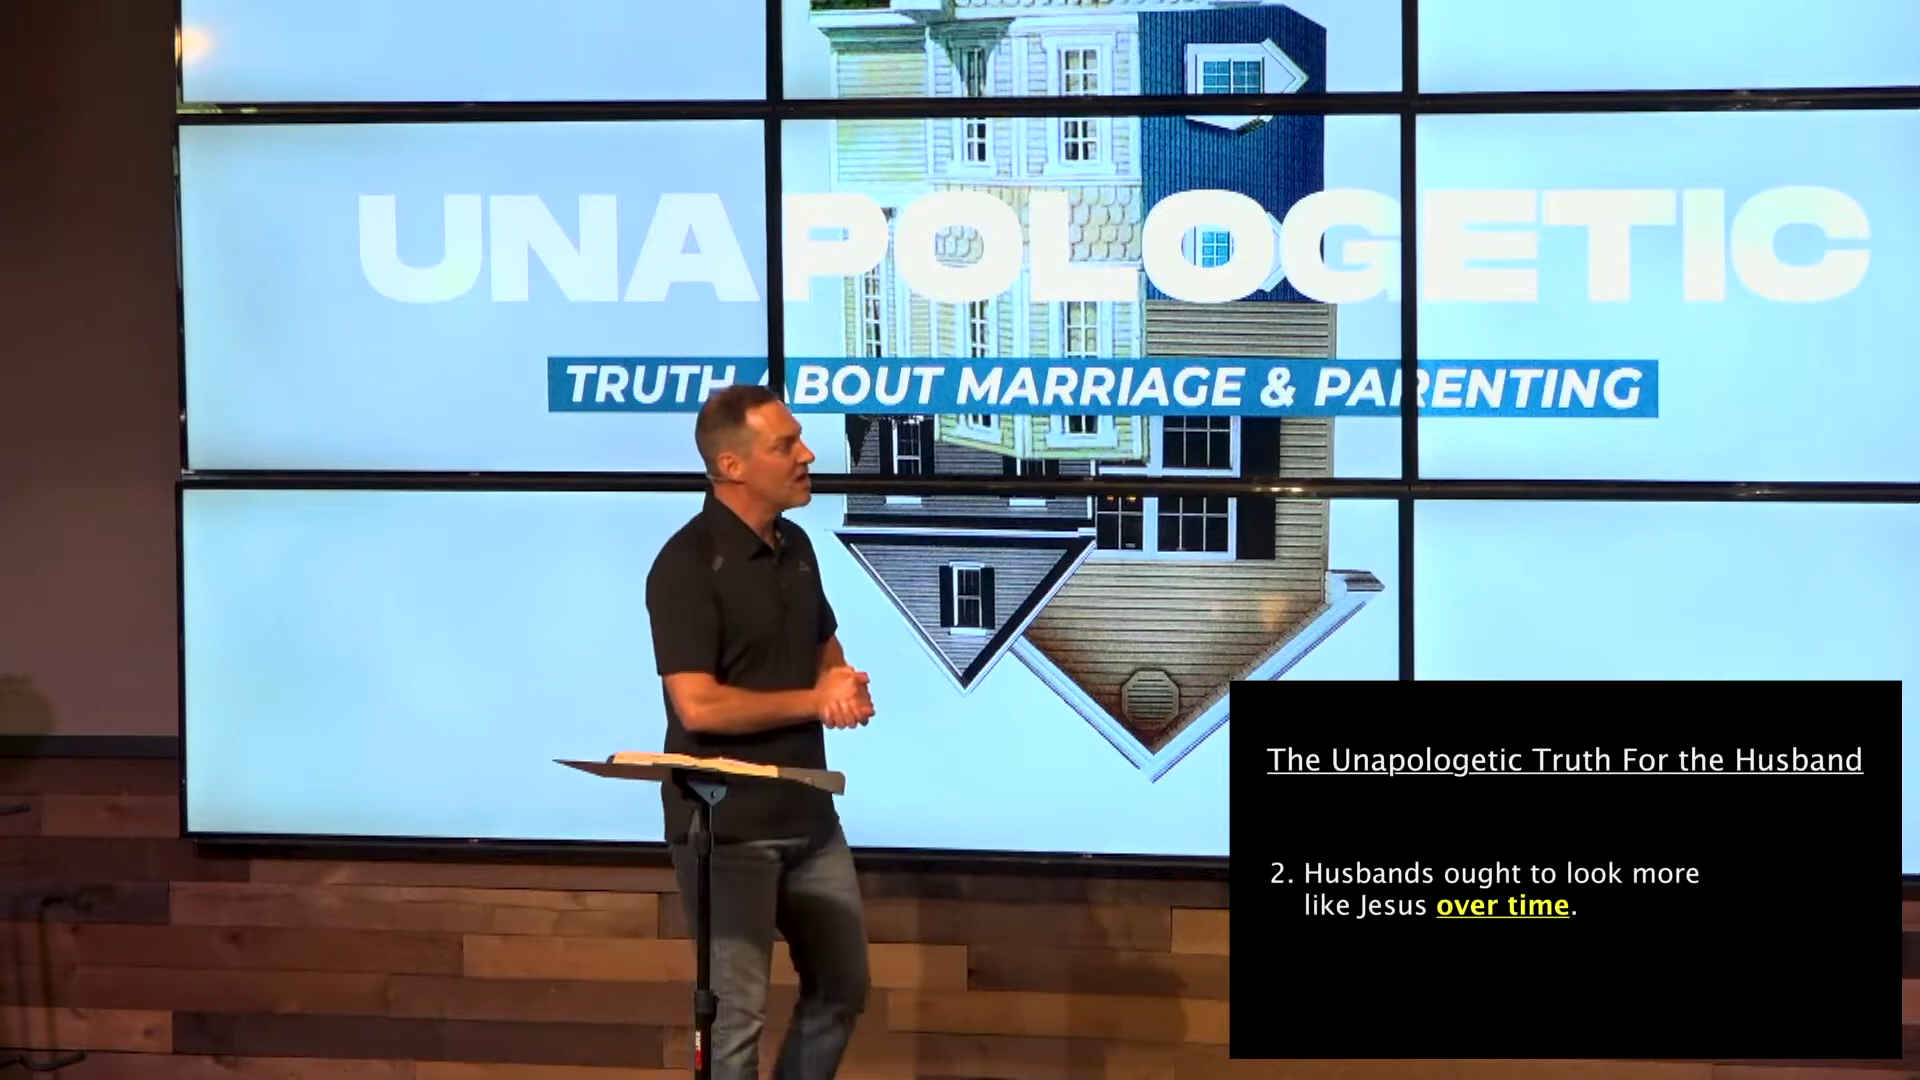 UNAPOLOGETIC
TRUTH ABOUT MARRIAGE & PARENTING
The Unapologetic Truth For the Husband
2. Husbands ought to look more
like Jesus over time.